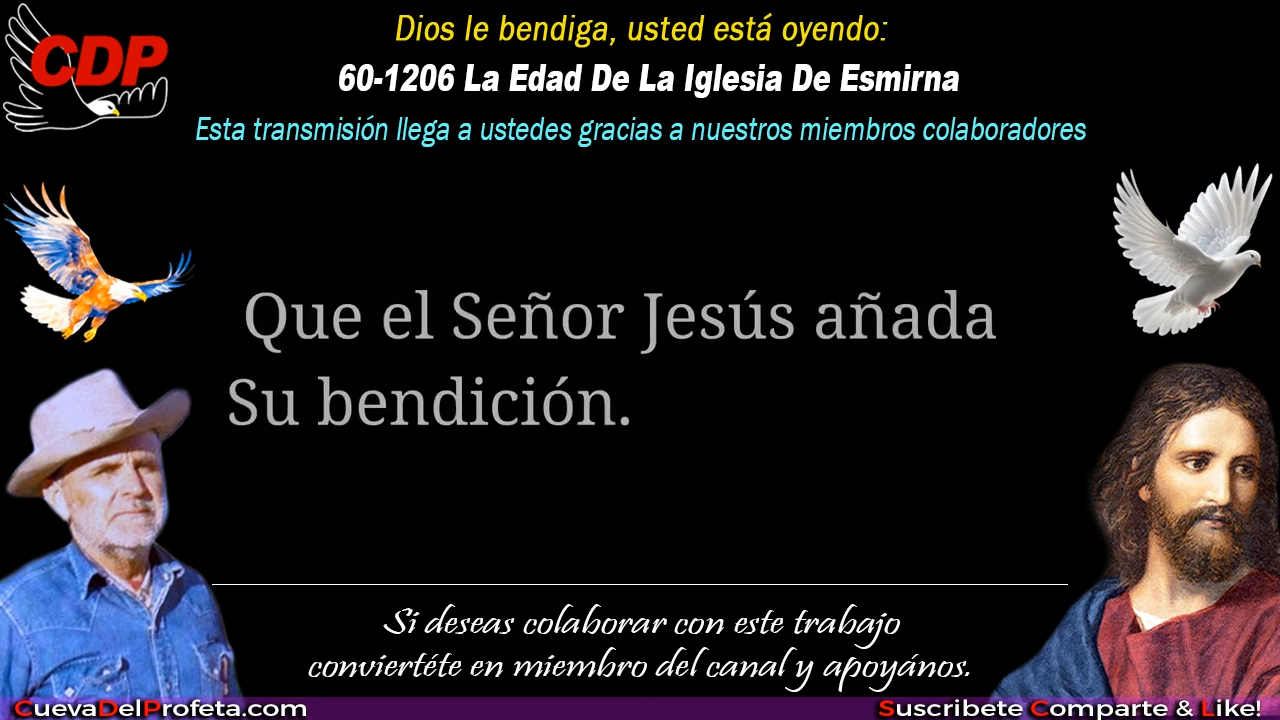 CDP
Dios le bendiga, usted está oyendo:
60-1206 La Edad De La Iglesia De Esmirna
Esta transmisión llega a ustedes gracias a nuestros miembros colaboradores
Que el Señor Jesús añada
Su bendición.
Si deseas colaborar con este trabajo
conviertéte en miembro del canal y apoyános.
CuevaDelProfeta.com
Suscribete Comparte & Like!